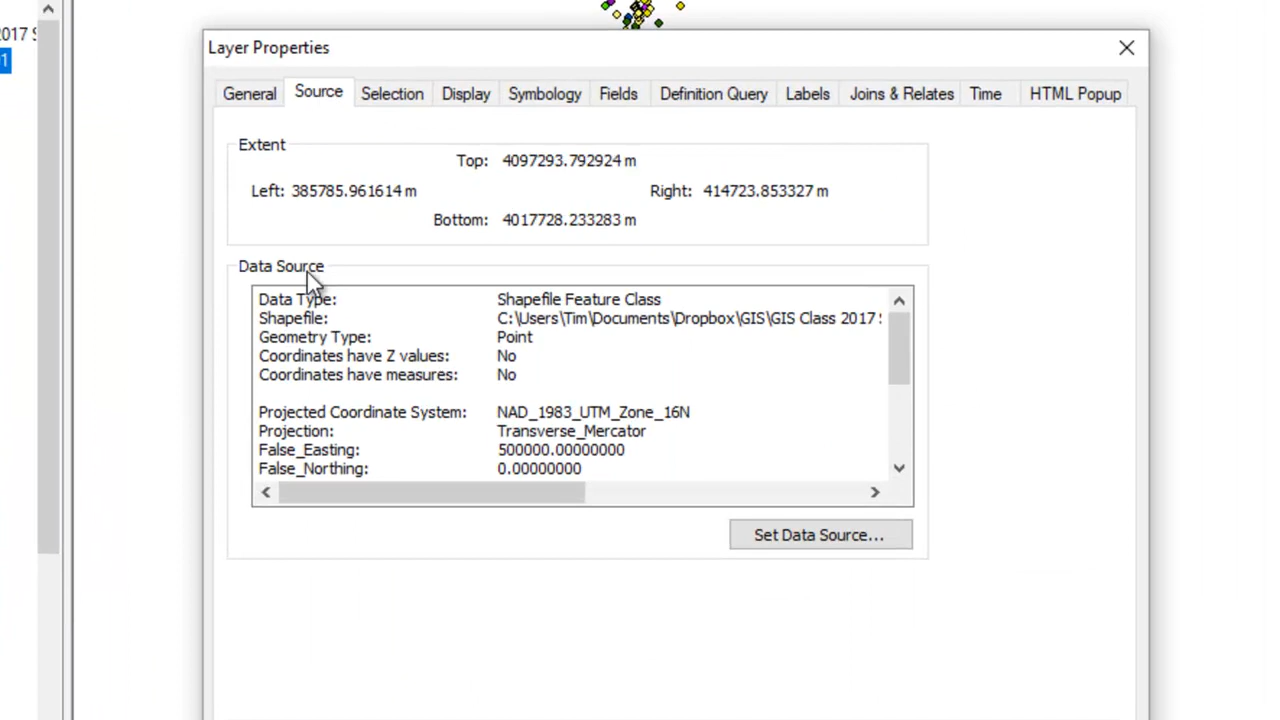 2017 S
1
Layer Properties
General Source Selection Display Symbology Fields Definition Query Labels Joins & Relates Time HTML Popup
Extent
Top: 4097293.792924 m
Left: 385785.961614 m Right: 414723.853327 m
Bottom: 4017728.233283 m
Data Source
Data Type: Shapefile Feature Class
Shapefile: C:\Users\Tim\Documents\Dropbox\GIS\GIS Class 2017
Geometry Type: Point
Coordinates have Z values: No
Coordinates have measures: No
Projected Coordinate System: NAD_1983_UTM_Zone_16N
Projection: Transverse_Mercator
False_Easting: 500000.00000000
False_Northing: 0.00000000
Set Data Source...